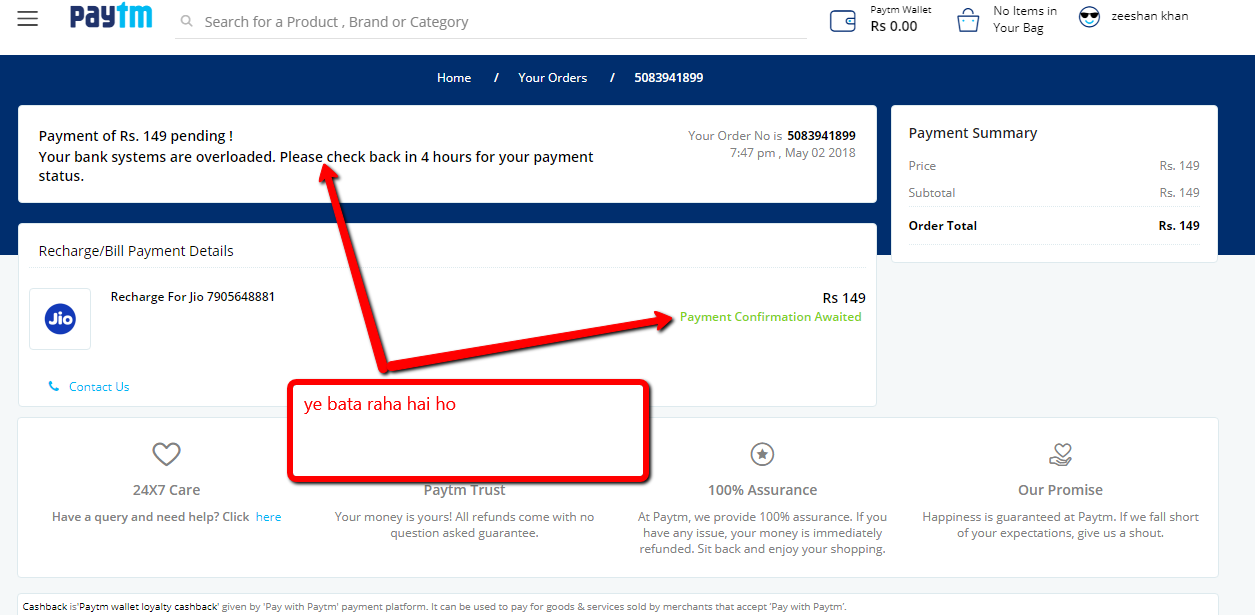 paytm
Search for a Product , Brand or Category
Paytm Wallet
Rs 0.00
No Items in
Your Bag
zeeshan khan
Home / Your Orders / 5083941899
Payment of Rs. 149 pending !
Your bank systems are overloaded. Please check back in 4 hours for your payment
status.
Your Order No is 5083941899
7:47 pm , May 02 2018
Payment Summary
Price Rs. 149
Subtotal Rs. 149
Order Total Rs. 149
Recharge/Bill Payment Details
Jio
Recharge For Jio 7905648881
Rs 149
Payment Confirmation Awaited
Contact Us
ye bata raha hai ho
24X7 Care
Have a query and need help? Click here
Paytm Trust
Your money is yours! All refunds come with no
question asked guarantee.
100% Assurance
At Paytm, we provide 100% assurance. If you
have any issue, your money is immediately
refunded. Sit back and enjoy your shopping.
Our Promise
Happiness is guaranteed at Paytm. If we fall short
of your expectations, give us a shout.
Cashback is'Paytm wallet loyalty cashback' given by 'Pay with Paytm' payment platform. It can be used to pay for goods & services sold by merchants that accept 'Pay with Paytm'.